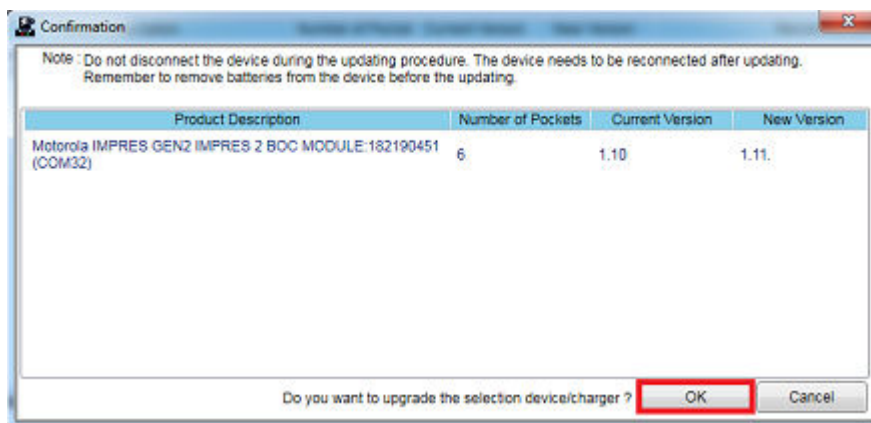 Confirmation
Note : Do not disconnect the device during the updating procedure. The device needs to be reconnected after updating.
Remember to remove batteries from the device before the updating.
Product Description Number of Pockets Current Version New Version
Motorola IMPRES GEN2 IMPRES 2 BOC MODULE:182190451
(COM32) 6 1.10 1.11.
Do you want to upgrade the selection device/charger ? OK Cancel